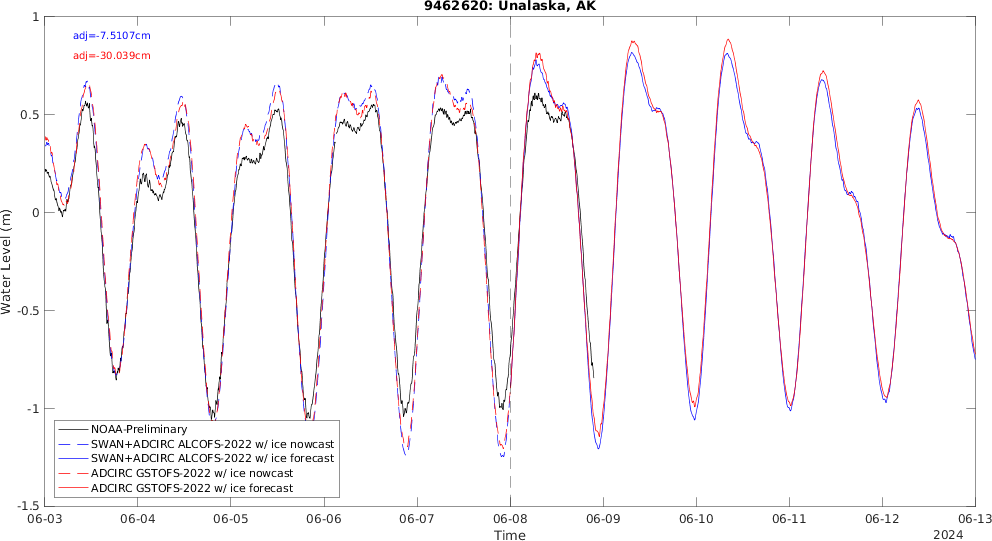 9462620: Unalaska, AK
adj=-7.5107cm
adj=-30.039cm
1
0.5
0
-0.5
-1
-1.5
Water Level (m)
NOAA-Preliminary
SWAN+ADCIRC ALCOFS-2022 w/ ice nowcast
SWAN+ADCIRC ALCOFS-2022 w/ ice forecast
ADCIRC GSTOFS-2022 w/ ice nowcast
ADCIRC GSTOFS-2022 w/ ice forecast
06-03 06-04 06-05 06-06 06-07 06-08 06-09 06-10 06-11 06-12 06-13
Time
2024